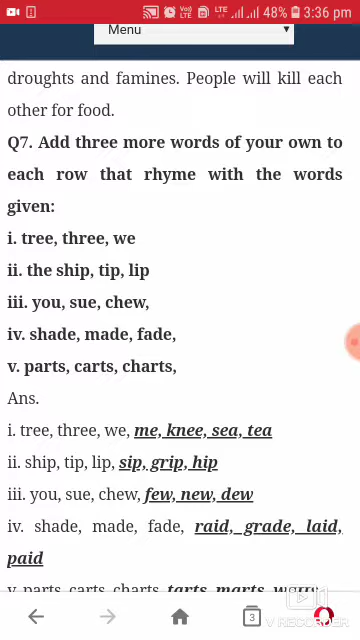 48% 3:36 pm
Menu
droughts and famines. People will kill each
other for food.
Q7. Add three more words of your own to
each row that rhyme with the words
given:
i. tree, three, we
ii. the ship, tip, lip
iii. you, sue, chew,
iv. shade, made, fade,
v. parts, carts, charts,
Ans.
i. tree, three, we, me, knee, sea, tea
ii. ship, tip, lip, sip, grip, hip
iii. you, sue, chew, few, new, dew
iv. shade, made, fade, raid, grade, laid,
paid
v. parts, carts, charts, tarts, marts,
3
V RECORDER